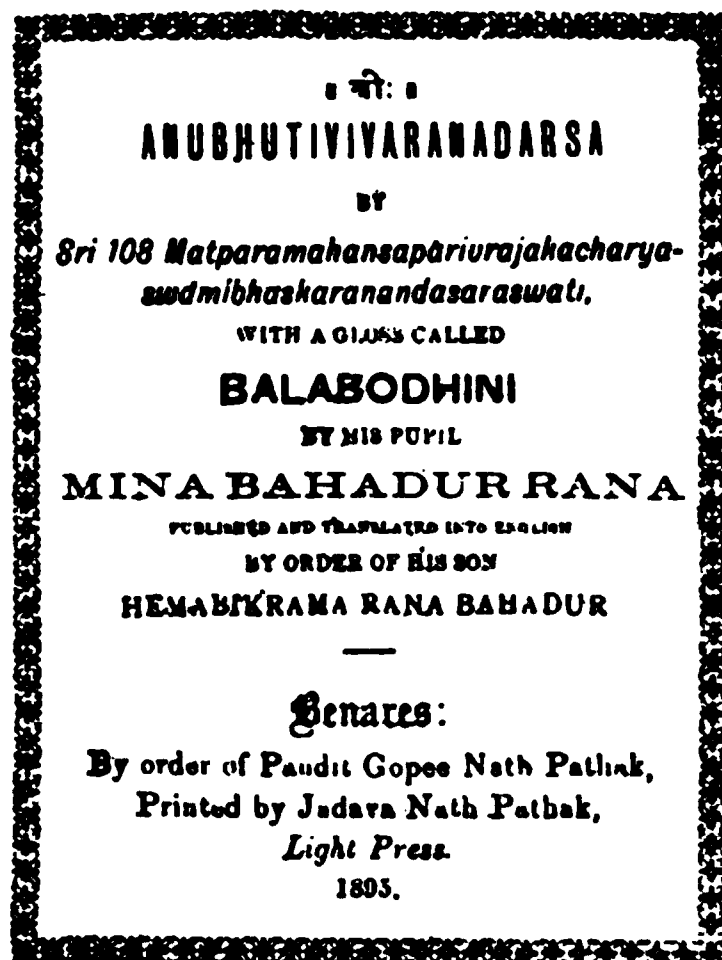 ॥ श्रीः ॥
ANUBHUTIVIVARANADARSA
BY
Sri 108 Matparamahansaparivrajakacharya-
swamibhaskaranandasaraswati,
WITH A GLOSS CALLED
BALABODHINI
BY HIS PUPIL
MINA BAHADUR RANA
PUBLISHED AND TRANSLATED INTO ENGLISH
BY ORDER OF HIS SON
HEMABIKRAMA RANA BAHADUR
Benares:
By order of Pandit Gopee Nath Pathak,
Printed by Jadava Nath Pathak,
Light Press.
1895.